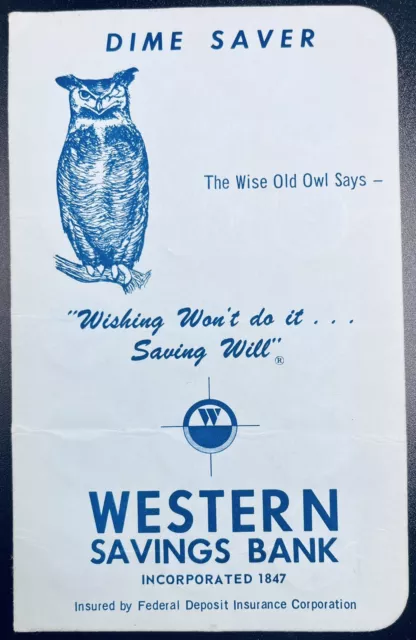 DIME SAVER
The Wise Old Owl Says –
"Wishing Won't do it . . .
Saving Will"®
W
WESTERN
SAVINGS BANK
INCORPORATED 1847
Insured by Federal Deposit Insurance Corporation